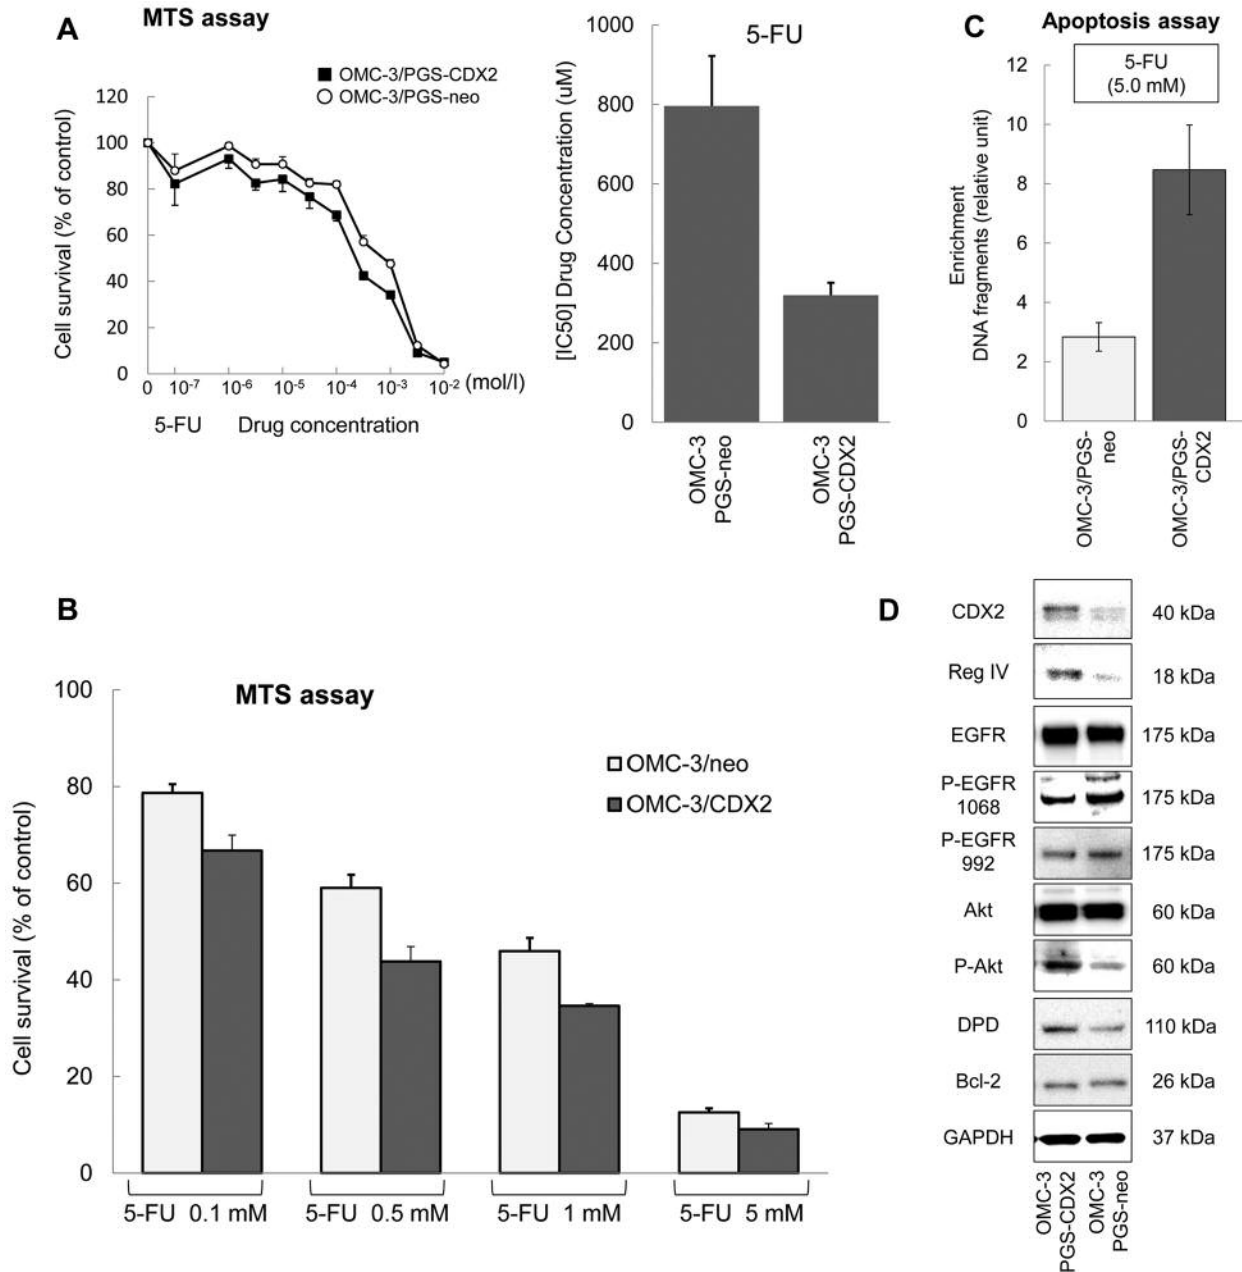 A
MTS assay
OMC-3/PGS-CDX2
OMC-3/PGS-neo
Cell survival (% of control)
120
100
80
60
40
20
0
0 10-7 10-6 10-5 10-4 10-3 10-2 (mol/l)
5-FU Drug concentration
5-FU
[IC50] Drug Concentration (uM)
1000
800
600
400
200
0
OMC-3
PGS-neo
OMC-3
PGS-CDX2
C
Apoptosis assay
5-FU
(5.0 mM)
Enrichment
DNA fragments (relative unit)
12
10
8
6
4
2
0
OMC-3/PGS-
neo
OMC-3/PGS-
CDX2
B
MTS assay
OMC-3/neo
OMC-3/CDX2
Cell survival (% of control)
100
80
60
40
20
0
5-FU 0.1 mM
5-FU 0.5 mM
5-FU 1 mM
5-FU 5 mM
D
CDX2 40 kDa
Reg IV 18 kDa
EGFR 175 kDa
P-EGFR
1068 175 kDa
P-EGFR
992 175 kDa
Akt 60 kDa
P-Akt 60 kDa
DPD 110 kDa
Bcl-2 26 kDa
GAPDH 37 kDa
OMC-3
PGS-CDX2
OMC-3
PGS-neo